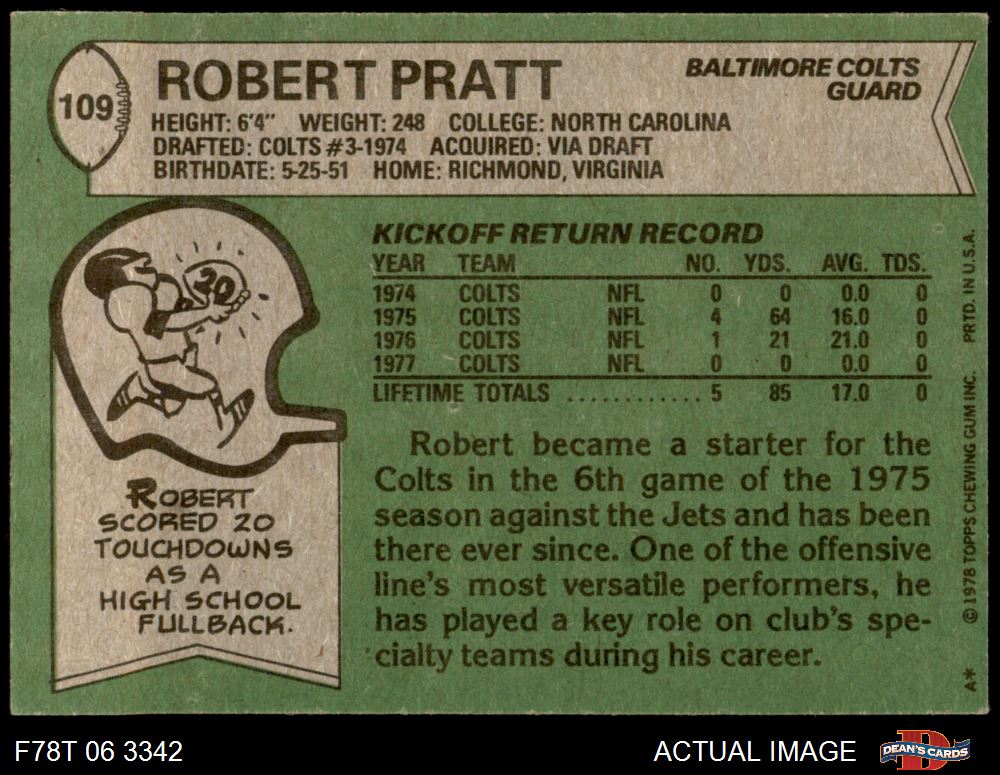 109
ROBERT PRATT
BALTIMORE COLTS
GUARD
HEIGHT: 6'4" WEIGHT: 248 COLLEGE: NORTH CAROLINA
DRAFTED: COLTS #3-1974 ACQUIRED: VIA DRAFT
BIRTHDATE: 5-25-51 HOME: RICHMOND, VIRGINIA
20
ROBERT
SCORED 20
TOUCHDOWNS
AS A
HIGH SCHOOL
FULLBACK.
KICKOFF RETURN RECORD
YEAR TEAM NO. YDS. AVG. TDS.
1974 COLTS NFL 0 0 0.0 0
1975 COLTS NFL 4 64 16.0 0
1976 COLTS NFL 1 21 21.0 0
1977 COLTS NFL 0 0 0.0 0
LIFETIME TOTALS ............ 5 85 17.0 0
Robert became a starter for the
Colts in the 6th game of the 1975
season against the Jets and has been
there ever since. One of the offensive
line's most versatile performers, he
has played a key role on club's spe-
cialty teams during his career.
A* © 1978 TOPPS CHEWING GUM INC. PRTD. IN U.S.A.
F78T 06 3342
ACTUAL IMAGE
DEAN'S CARDS